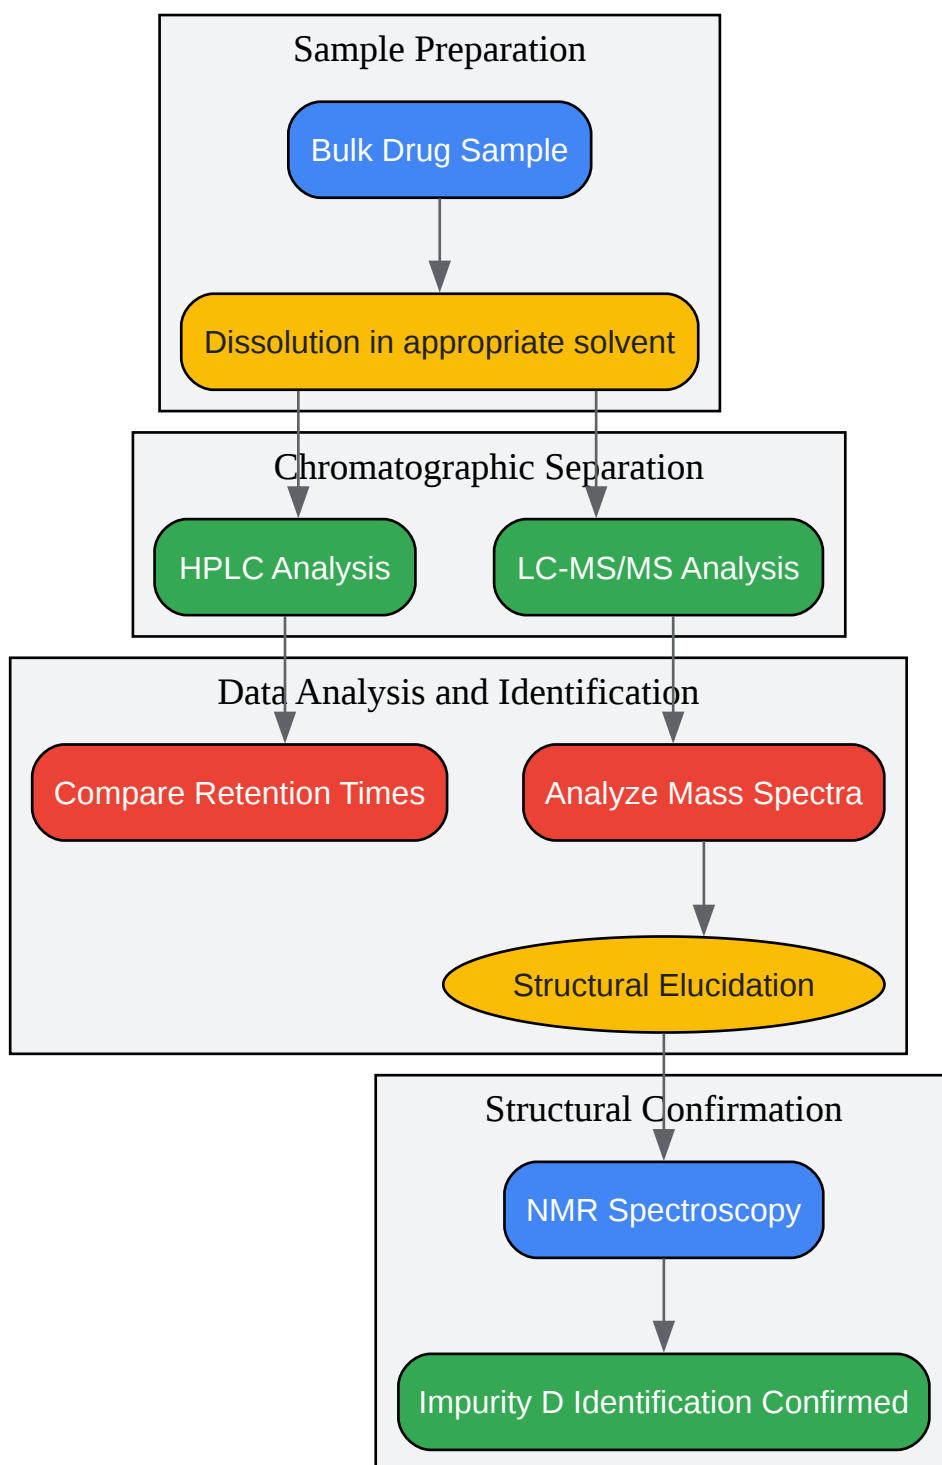 Sample Preparation
Bulk Drug Sample
Dissolution in appropriate solvent
Chromatographic Separation
HPLC Analysis
LC-MS/MS Analysis
Data Analysis and Identification
Compare Retention Times
Analyze Mass Spectra
Structural Elucidation
Structural Confirmation
NMR Spectroscopy
Impurity D Identification Confirmed